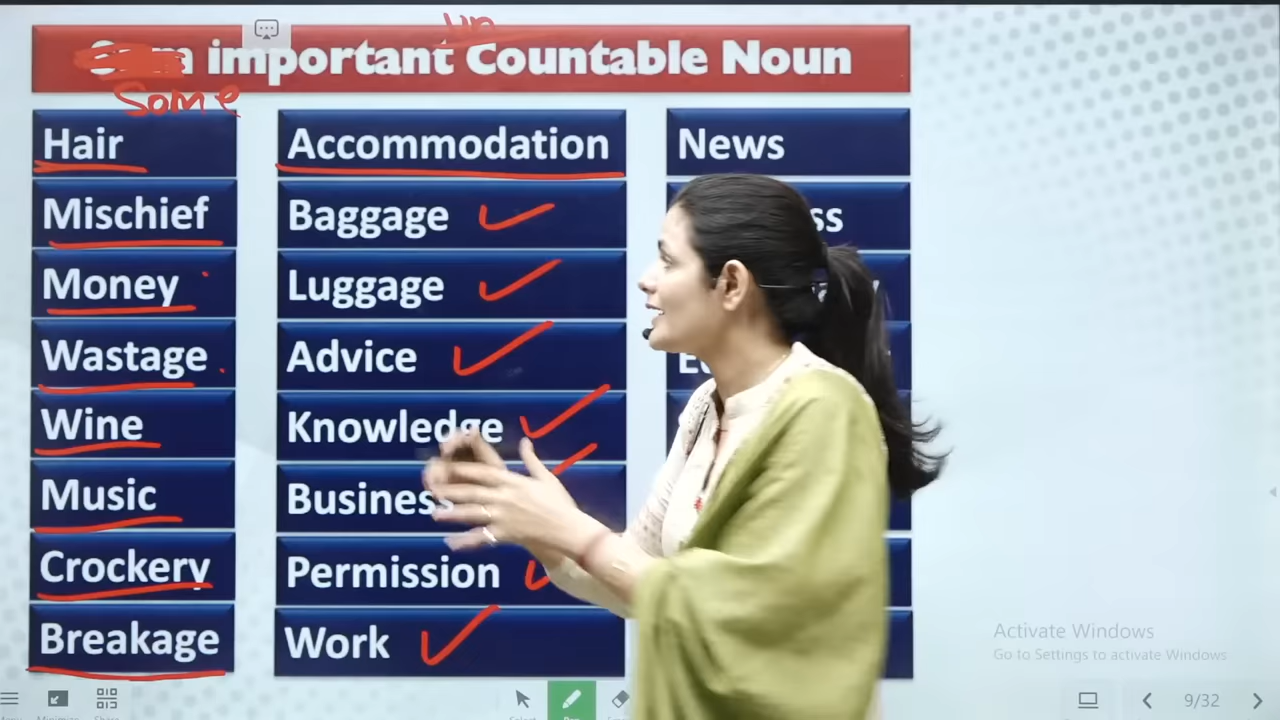 un
important Countable Noun
Some
Hair
Mischief
Money
Wastage
Wine
Music
Crockery
Breakage
Accommodation
Baggage
Luggage
Advice
Knowledge
Business
Permission
Work
News
Activate Windows
Go to Settings to activate Windows
9/32